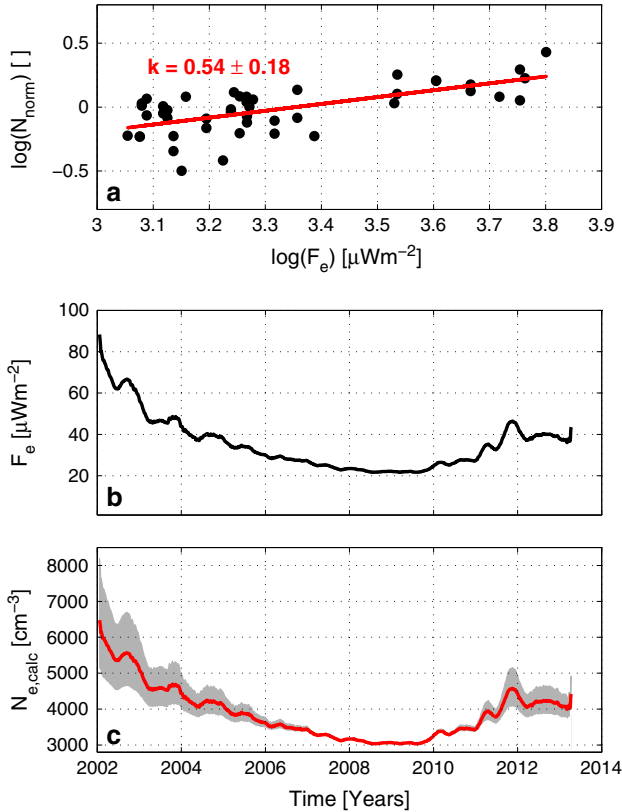 0.5
0
−0.5
log(N_norm) [ ]
k = 0.54 ± 0.18
a
3 3.1 3.2 3.3 3.4 3.5 3.6 3.7 3.8 3.9
log(F_e) [μWm⁻²]
100
80
60
40
20
F_e [μWm⁻²]
b
8000
7000
6000
5000
4000
3000
N_e,calc [cm⁻³]
c
2002 2004 2006 2008 2010 2012 2014
Time [Years]